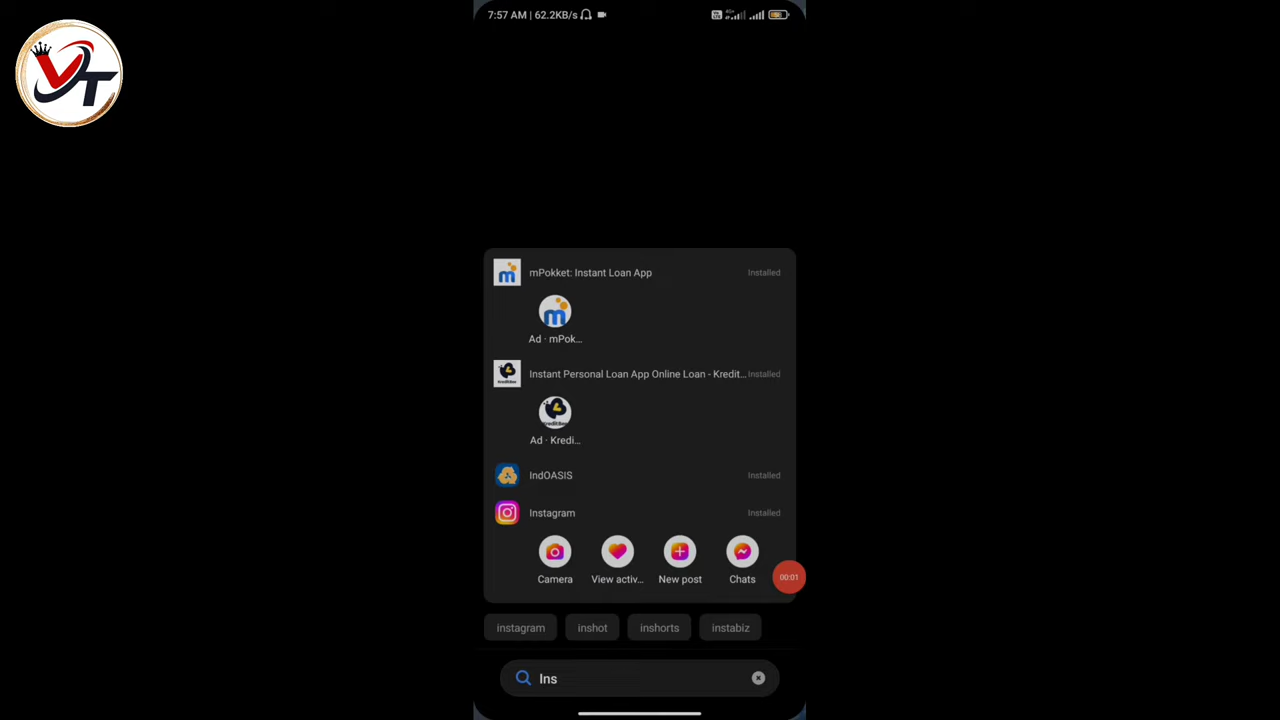 VT
7:57 AM | 62.2KB/s
4G+
mPokket: Instant Loan App
Installed
Ad · mPok...
Instant Personal Loan App Online Loan - Kredit...
Installed
Ad · Kredi...
IndOASIS
Installed
Instagram
Installed
Camera
View activ...
New post
Chats
00:01
instagram
inshot
inshorts
instabiz
Ins